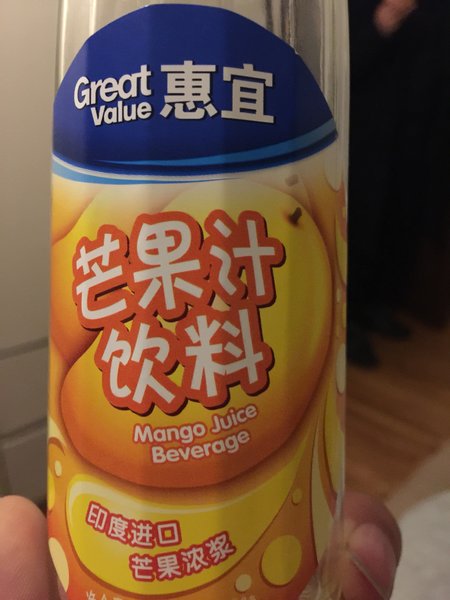 Great
Value
惠宜
芒果汁
饮料
Mango Juice
Beverage
印度进口
芒果浓浆